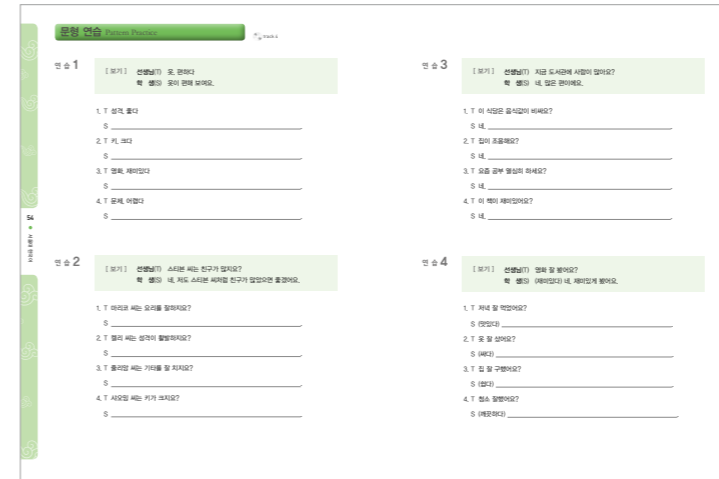 문형 연습 Pattern Practice
track 4
연 습 1
[ 보기 ] 선생님(T) 옷, 편하다
학 생(S) 옷이 편해 보여요.
1. T 성격, 좋다
S
2. T 키, 크다
S
3. T 영화, 재미있다
S
4. T 문제, 어렵다
S
연 습 2
[ 보기 ] 선생님(T) 스티븐 씨는 친구가 많지요?
학 생(S) 네, 저도 스티븐 씨처럼 친구가 많았으면 좋겠어요.
1. T 마리코 씨는 요리를 잘하지요?
S
2. T 켈리 씨는 성격이 활발하지요?
S
3. T 줄리앙 씨는 기타를 잘 치지요?
S
4. T 샤오밍 씨는 키가 크지요?
S
연 습 3
[ 보기 ] 선생님(T) 지금 도서관에 사람이 많아요?
학 생(S) 네, 많은 편이에요.
1. T 이 식당은 음식값이 비싸요?
S 네,
2. T 집이 조용해요?
S 네,
3. T 요즘 공부 열심히 하세요?
S 네,
4. T 이 책이 재미있어요?
S 네,
연 습 4
[ 보기 ] 선생님(T) 영화 잘 봤어요?
학 생(S) (재미있다) 네, 재미있게 봤어요.
1. T 저녁 잘 먹었어요?
S (맛있다)
2. T 옷 잘 샀어요?
S (싸다)
3. T 집 잘 구했어요?
S (쉽다)
4. T 청소 잘했어요?
S (깨끗하다)
54